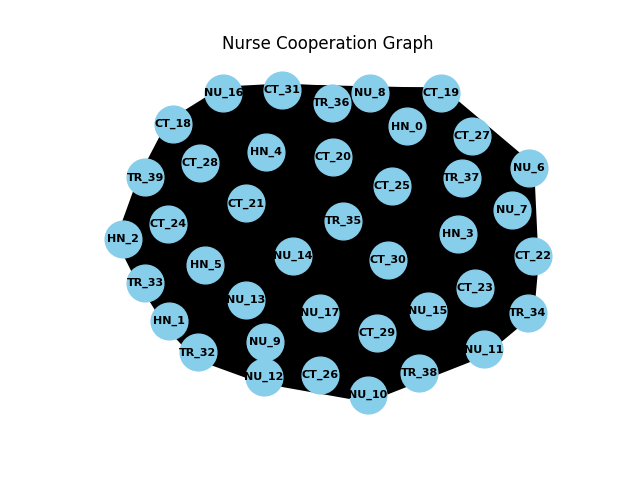 Nurse Cooperation Graph
CT_31
NU_16
NU_8
CT_19
TR_36
CT_18
HN_0
CT_27
HN_4
CT_20
CT_28
NU_6
TR_39
TR_37
CT_25
CT_21
NU_7
TR_35
CT_24
HN_3
HN_2
NU_14
CT_22
CT_30
HN_5
TR_33
CT_23
NU_13
NU_15
NU_17
TR_34
HN_1
CT_29
NU_9
NU_11
TR_32
TR_38
CT_26
NU_12
NU_10